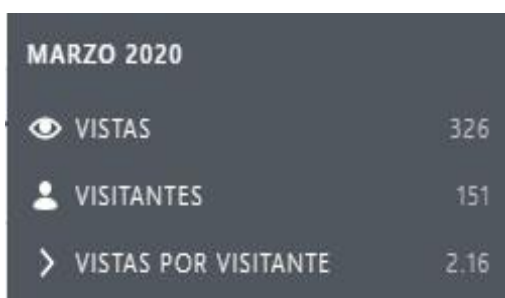 MARZO 2020
VISTAS 326
VISITANTES 151
VISTAS POR VISITANTE 2.16